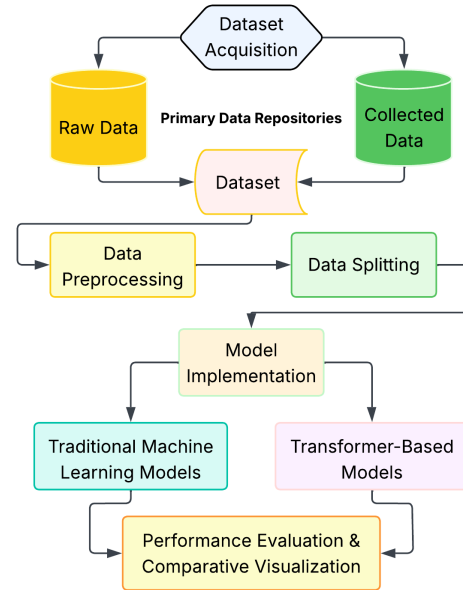 Dataset
Acquisition
Raw Data
Primary Data Repositories
Collected
Data
Dataset
Data
Preprocessing
Data Splitting
Model
Implementation
Traditional Machine
Learning Models
Transformer-Based
Models
Performance Evaluation &
Comparative Visualization